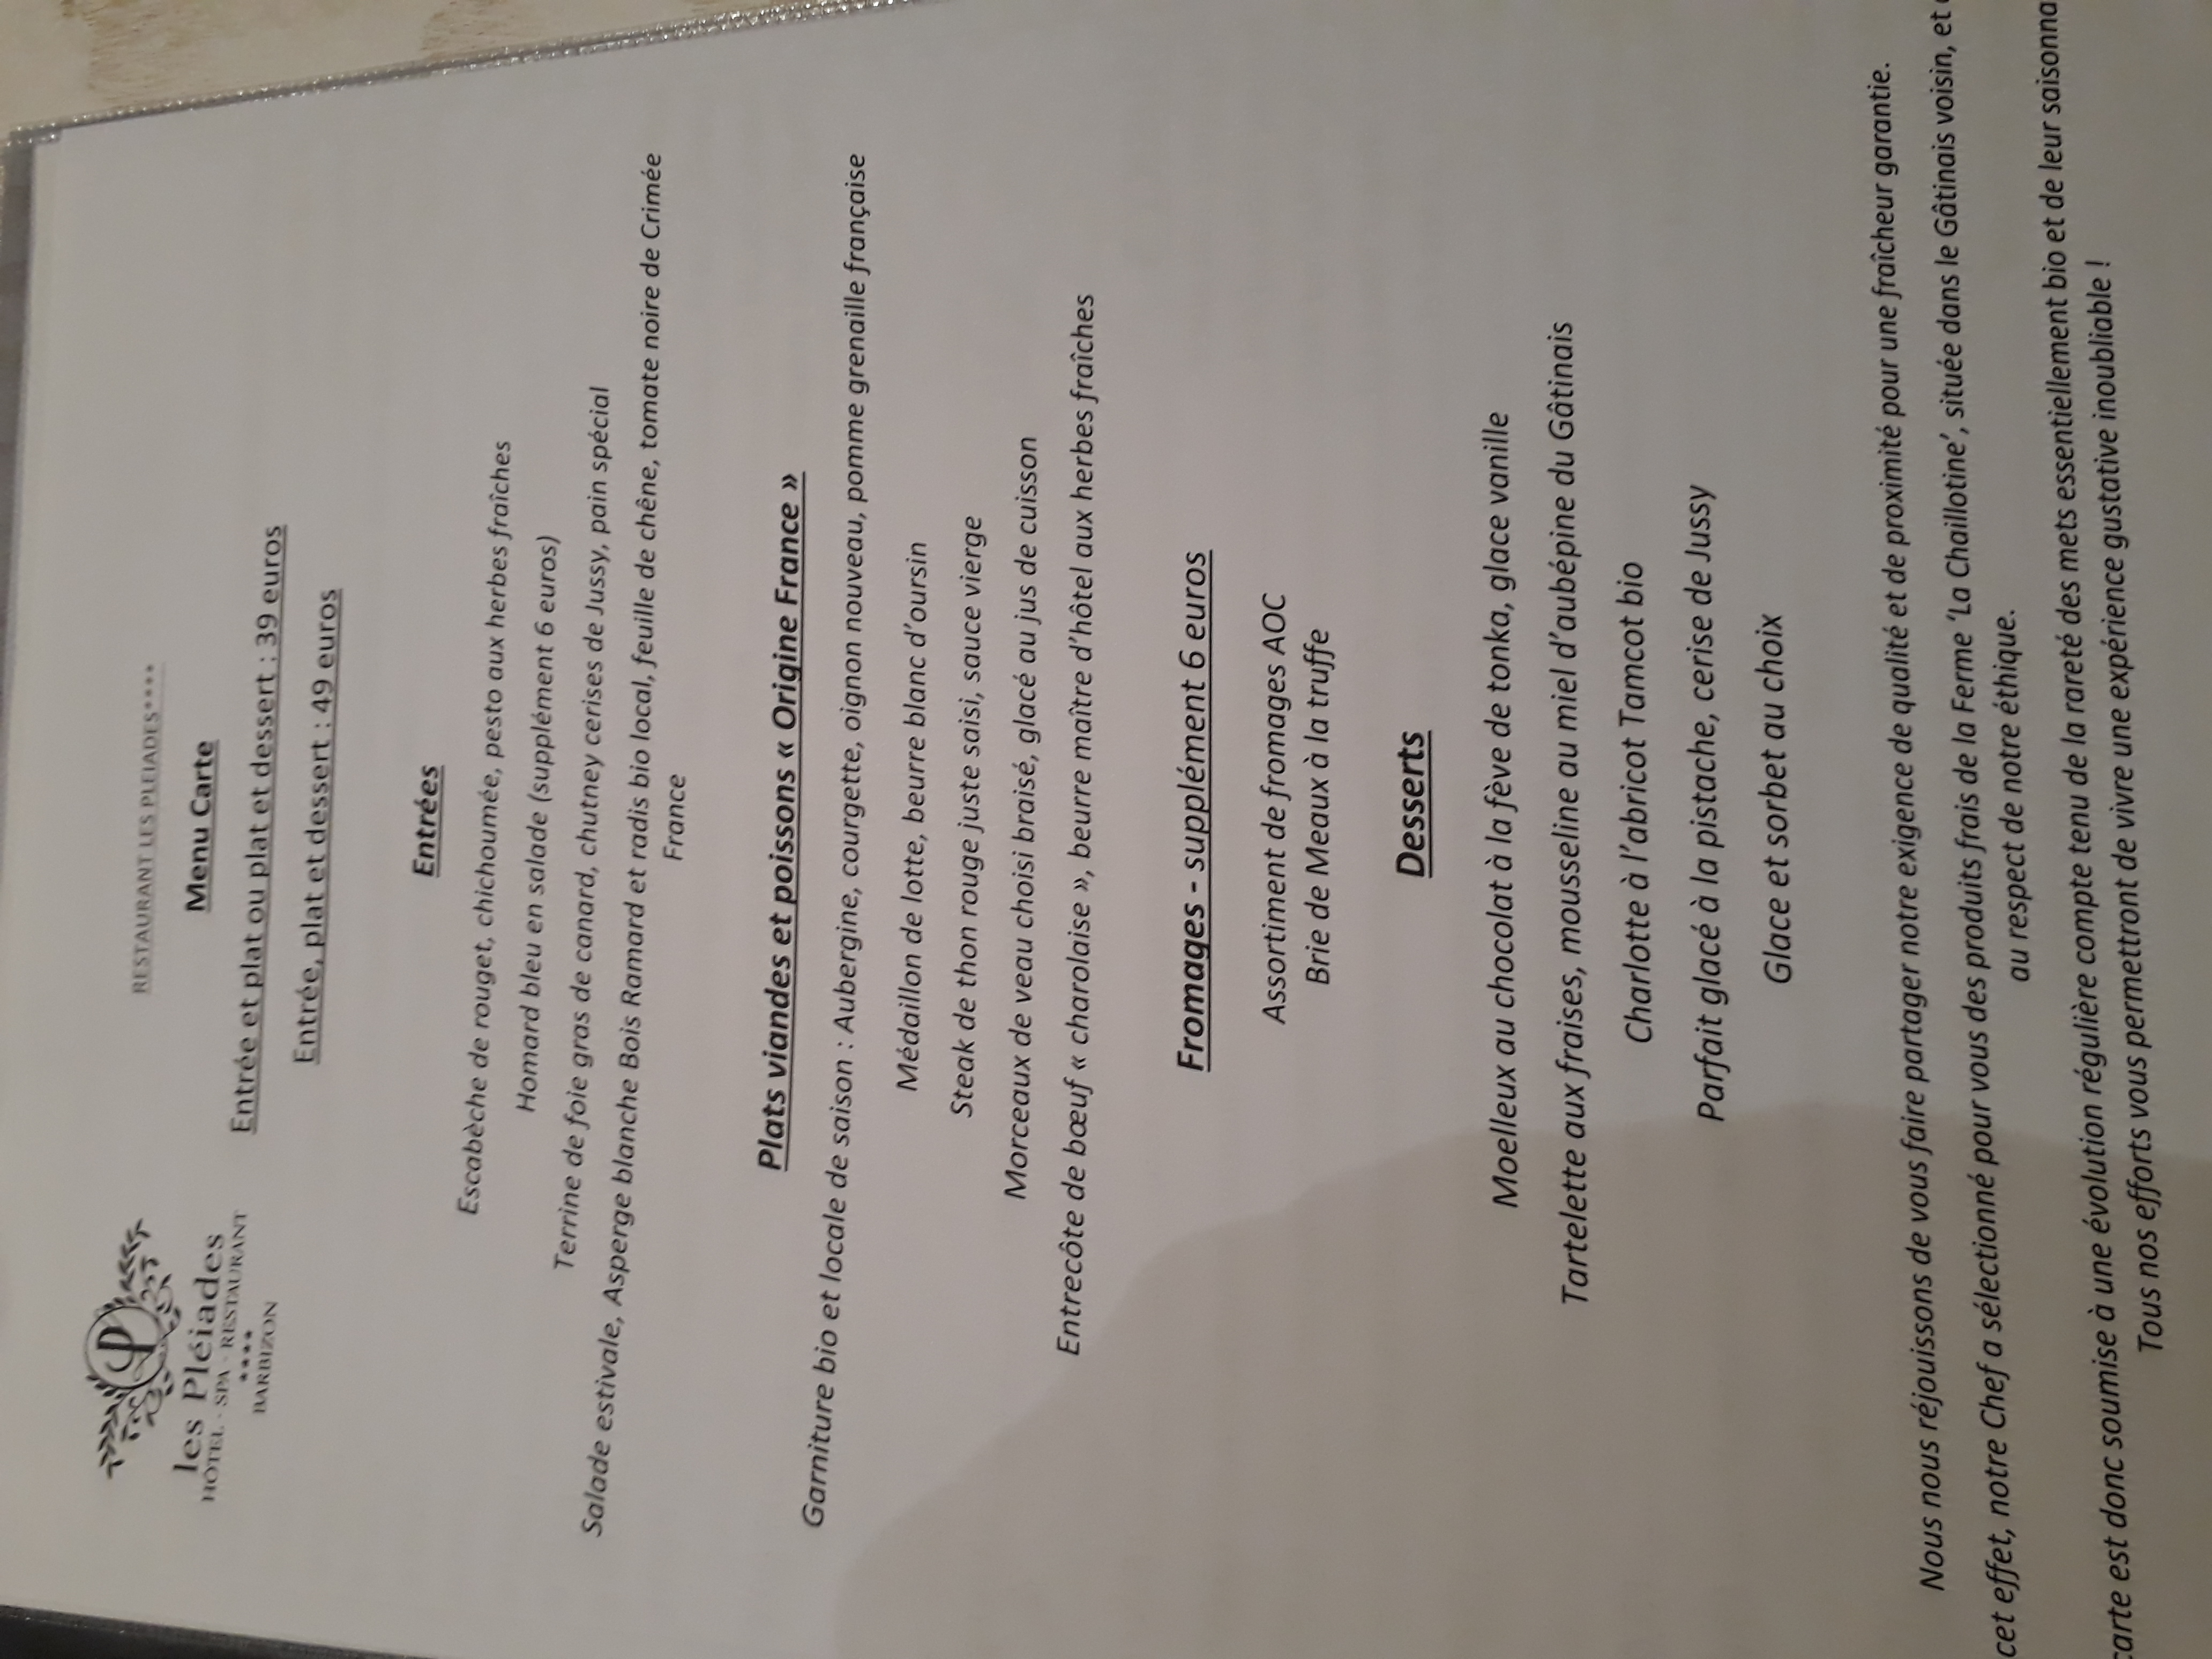 les Pléiades
HÔTEL - SPA - RESTAURANT
****
BARBIZON
RESTAURANT LES PLEIADES****
Menu Carte
Entrée et plat ou plat et dessert : 39 euros
Entrée, plat et dessert : 49 euros
Entrées
Escabèche de rouget, chichoumée, pesto aux herbes fraîches
Homard bleu en salade (supplément 6 euros)
Terrine de foie gras de canard, chutney cerises de Jussy, pain spécial
Salade estivale, Asperge blanche Bois Ramard et radis bio local, feuille de chêne, tomate noire de Crimée
France
Plats viandes et poissons « Origine France »
Garniture bio et locale de saison : Aubergine, courgette, oignon nouveau, pomme grenaille française
Médaillon de lotte, beurre blanc d'oursin
Steak de thon rouge juste saisi, sauce vierge
Morceaux de veau choisi braisé, glacé au jus de cuisson
Entrecôte de bœuf « charolaise », beurre maître d'hôtel aux herbes fraîches
Fromages - supplément 6 euros
Assortiment de fromages AOC
Brie de Meaux à la truffe
Desserts
Moelleux au chocolat à la fève de tonka, glace vanille
Tartelette aux fraises, mousseline au miel d'aubépine du Gâtinais
Charlotte à l'abricot Tamcot bio
Parfait glacé à la pistache, cerise de Jussy
Glace et sorbet au choix
Nous nous réjouissons de vous faire partager notre exigence de qualité et de proximité pour une fraîcheur garantie.
cet effet, notre Chef a sélectionné pour vous des produits frais de la Ferme 'La Chaillotine', située dans le Gâtinais voisin, et
au respect de notre éthique.
carte est donc soumise à une évolution régulière compte tenu de la rareté des mets essentiellement bio et de leur saisonna
Tous nos efforts vous permettront de vivre une expérience gustative inoubliable !